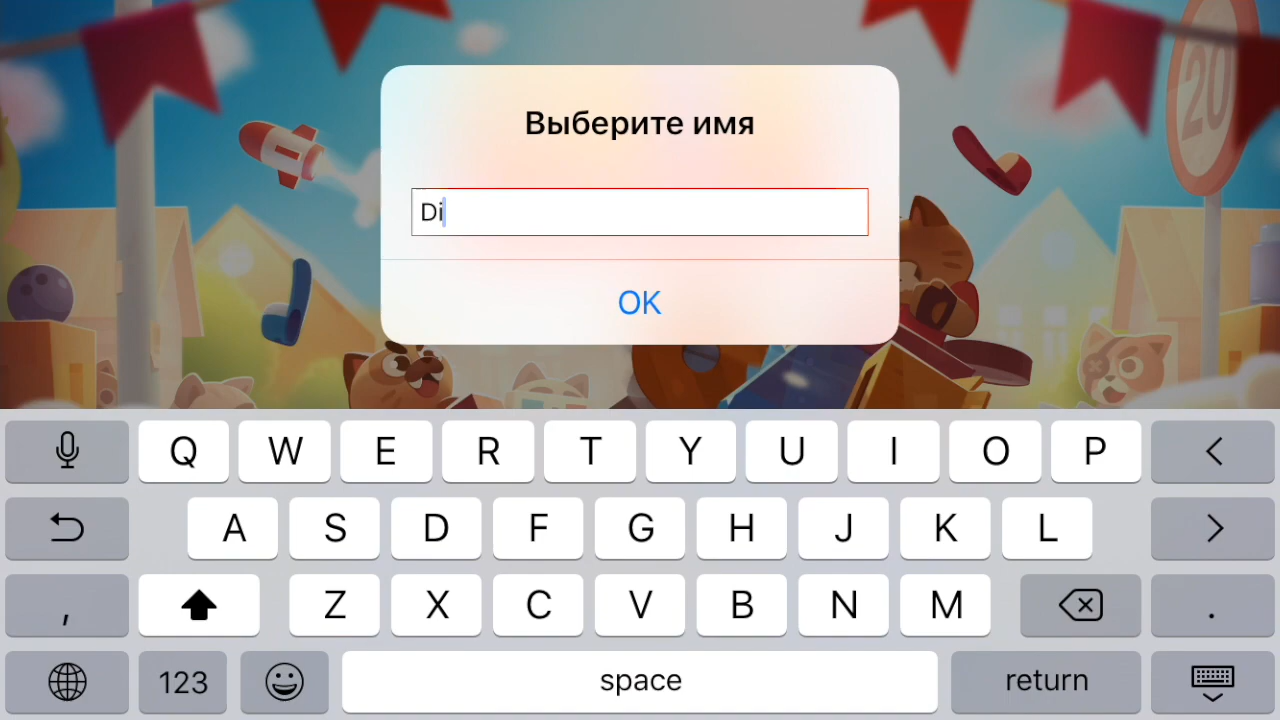 20
Выберите имя
Di
OK
Q W E R T Y U I O P
A S D F G H J K L
, Z X C V B N M .
123 space return